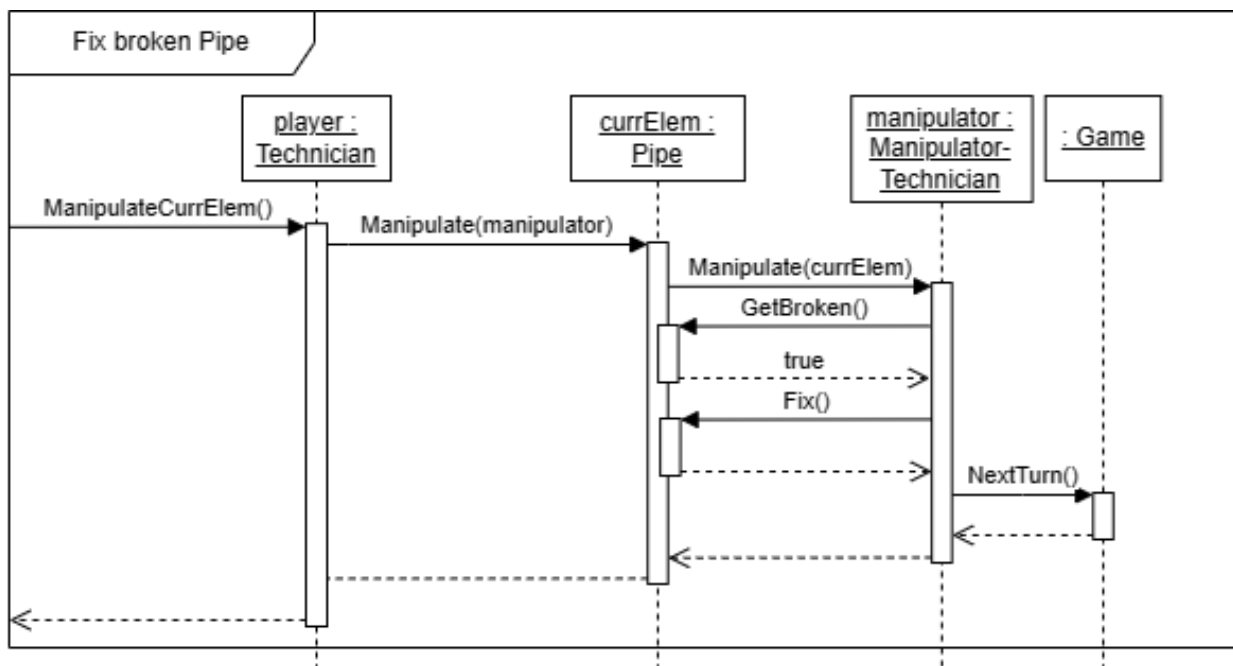 Fix broken Pipe
player :
Technician
currElem :
Pipe
manipulator :
Manipulator-
Technician
: Game
ManipulateCurrElem()
Manipulate(manipulator)
Manipulate(currElem)
GetBroken()
true
Fix()
NextTurn()